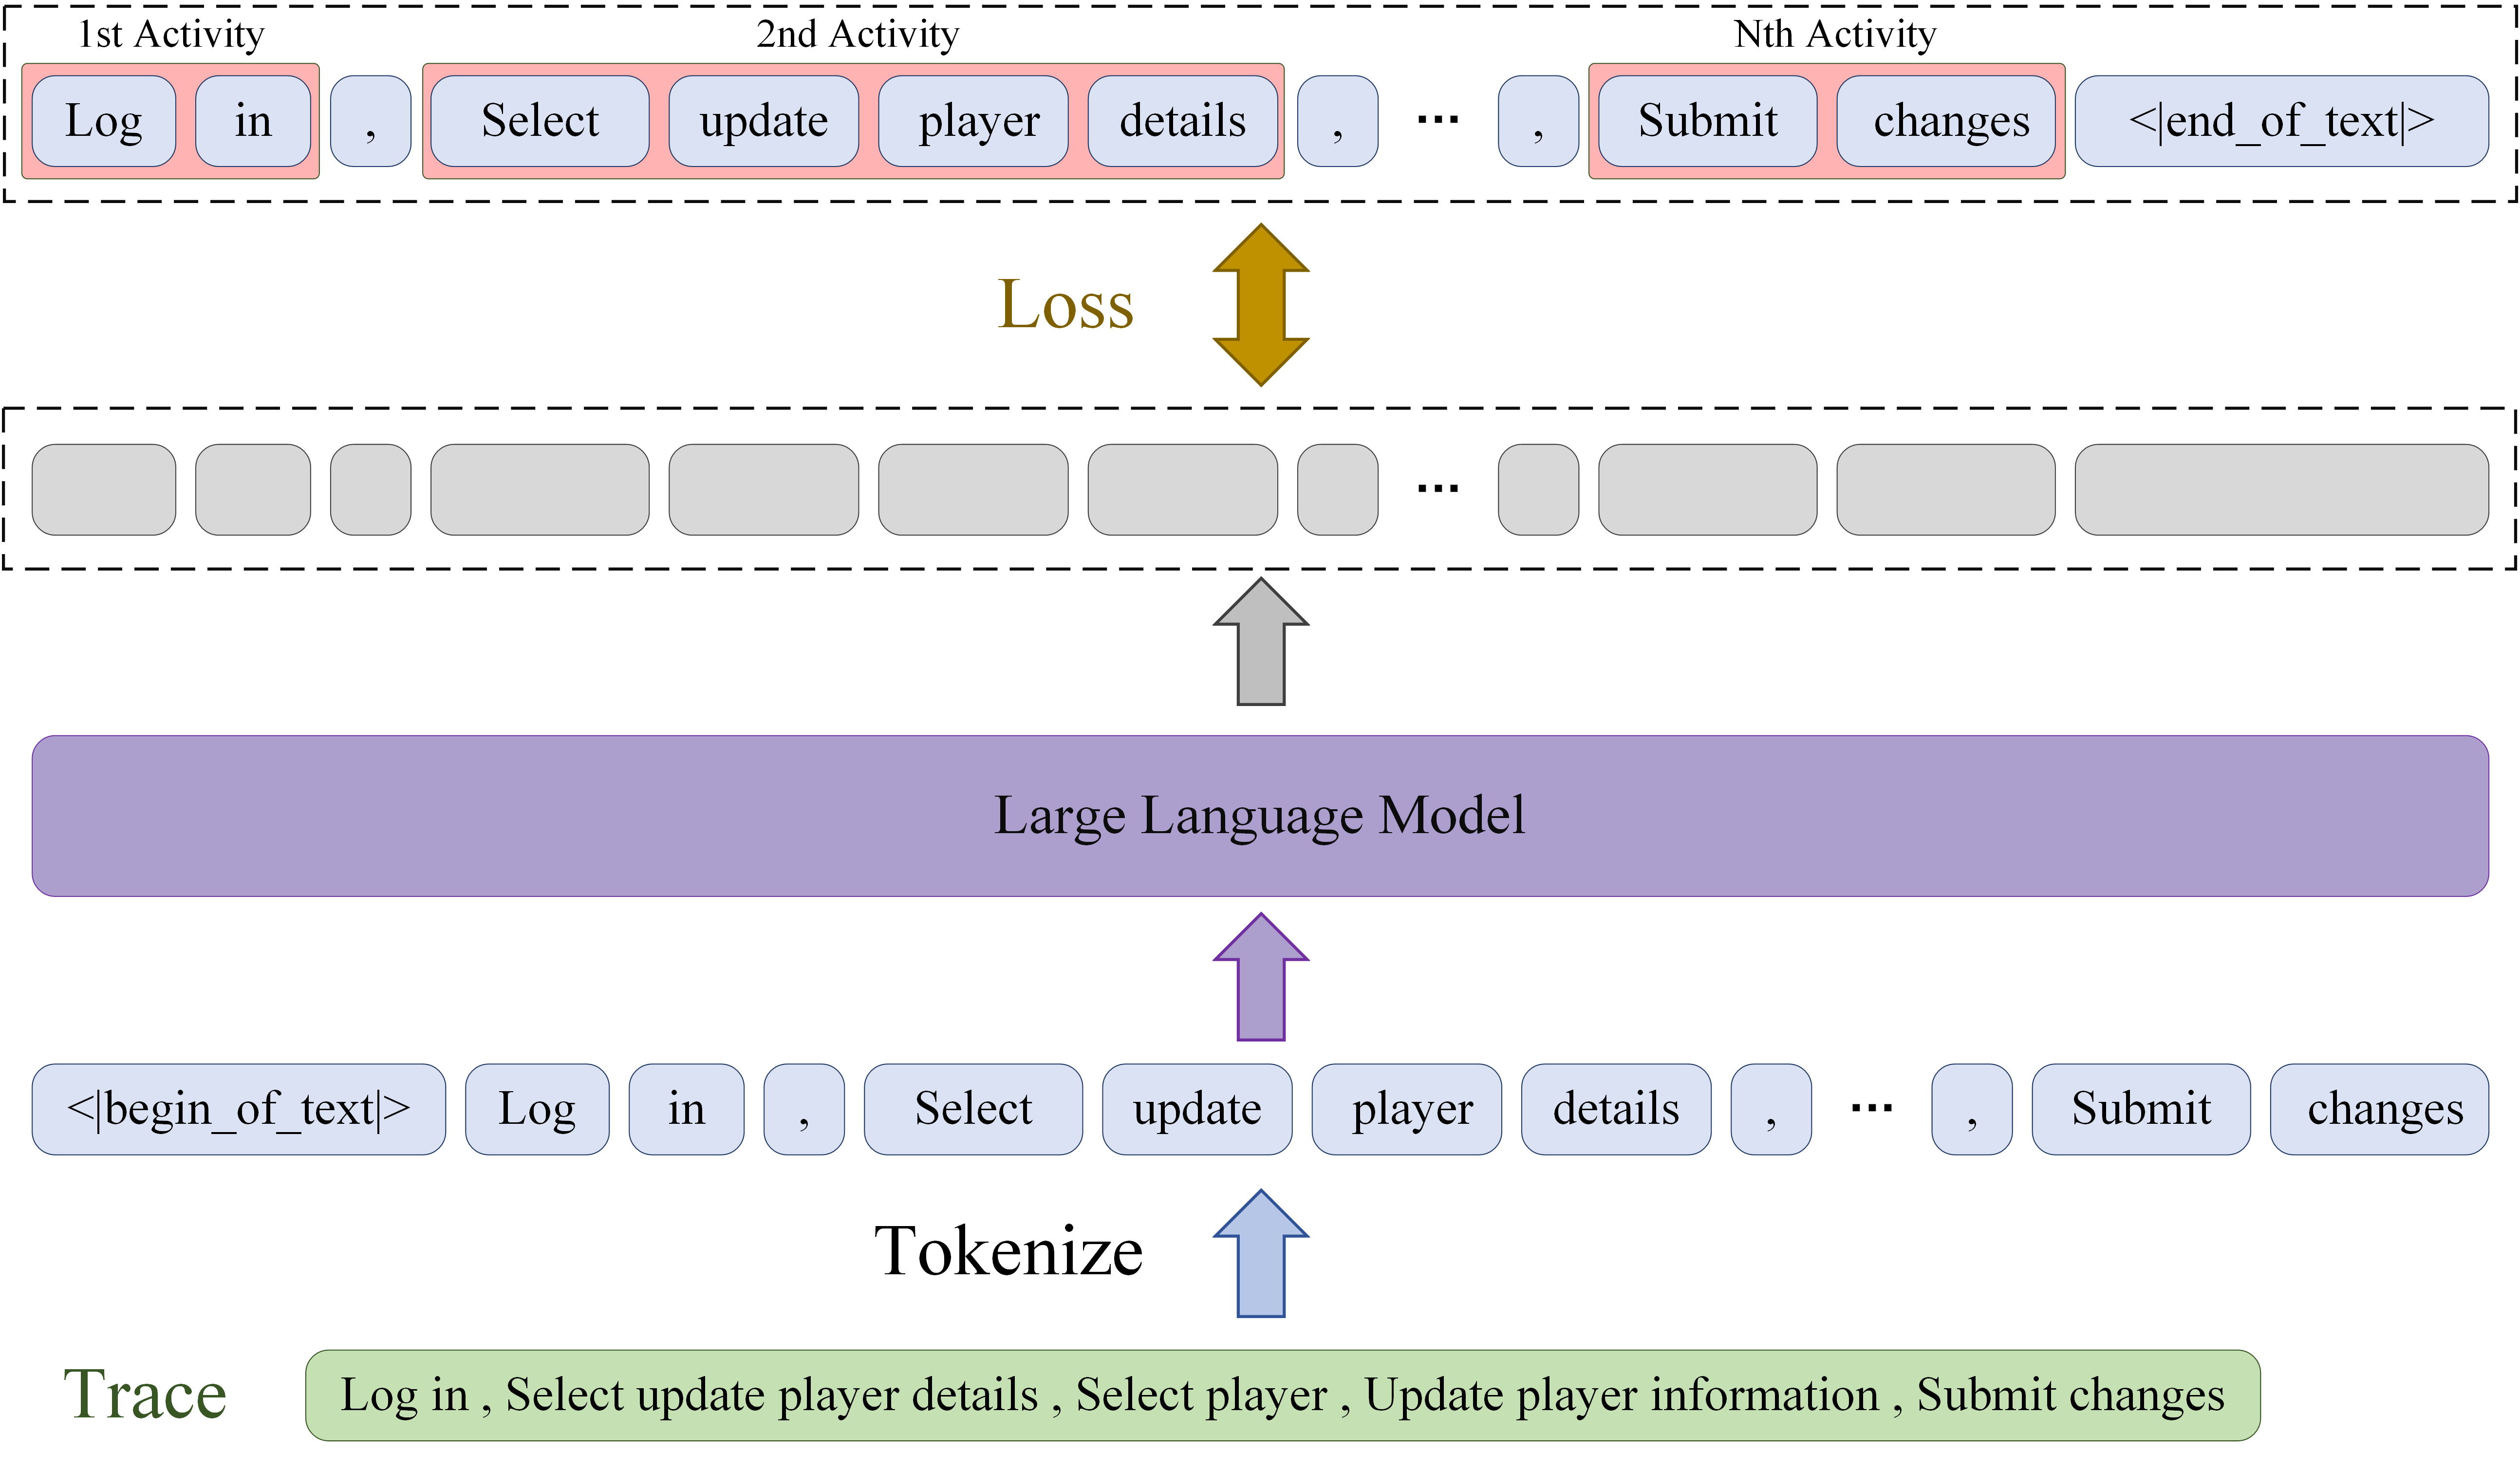 1st Activity 2nd Activity Nth Activity
Log in , Select update player details , ... , Submit changes <|end_of_text|>
Loss
...
Large Language Model
<|begin_of_text|> Log in , Select update player details , ... , Submit changes
Tokenize
Trace Log in , Select update player details , Select player , Update player information , Submit changes